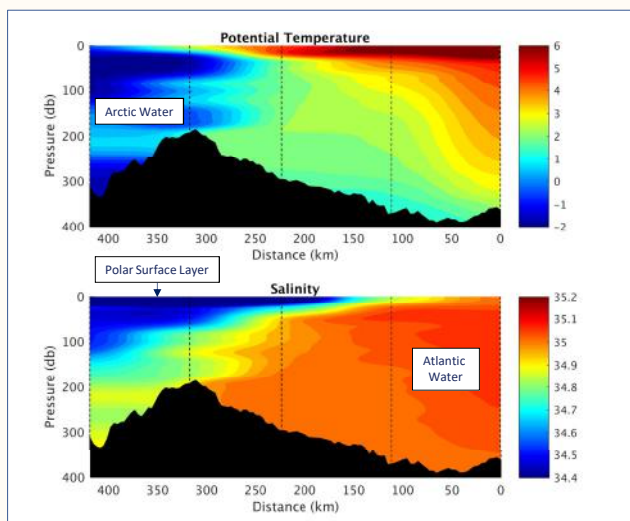 Potential Temperature
0
100
200
300
400
Pressure (db)
Arctic Water
6
5
4
3
2
1
0
−1
−2
400 350 300 250 200 150 100 50 0
Distance (km)
Polar Surface Layer
Salinity
0
100
200
300
400
Pressure (db)
Atlantic
Water
35.2
35.1
35
34.9
34.8
34.7
34.6
34.5
34.4
400 350 300 250 200 150 100 50 0
Distance (km)